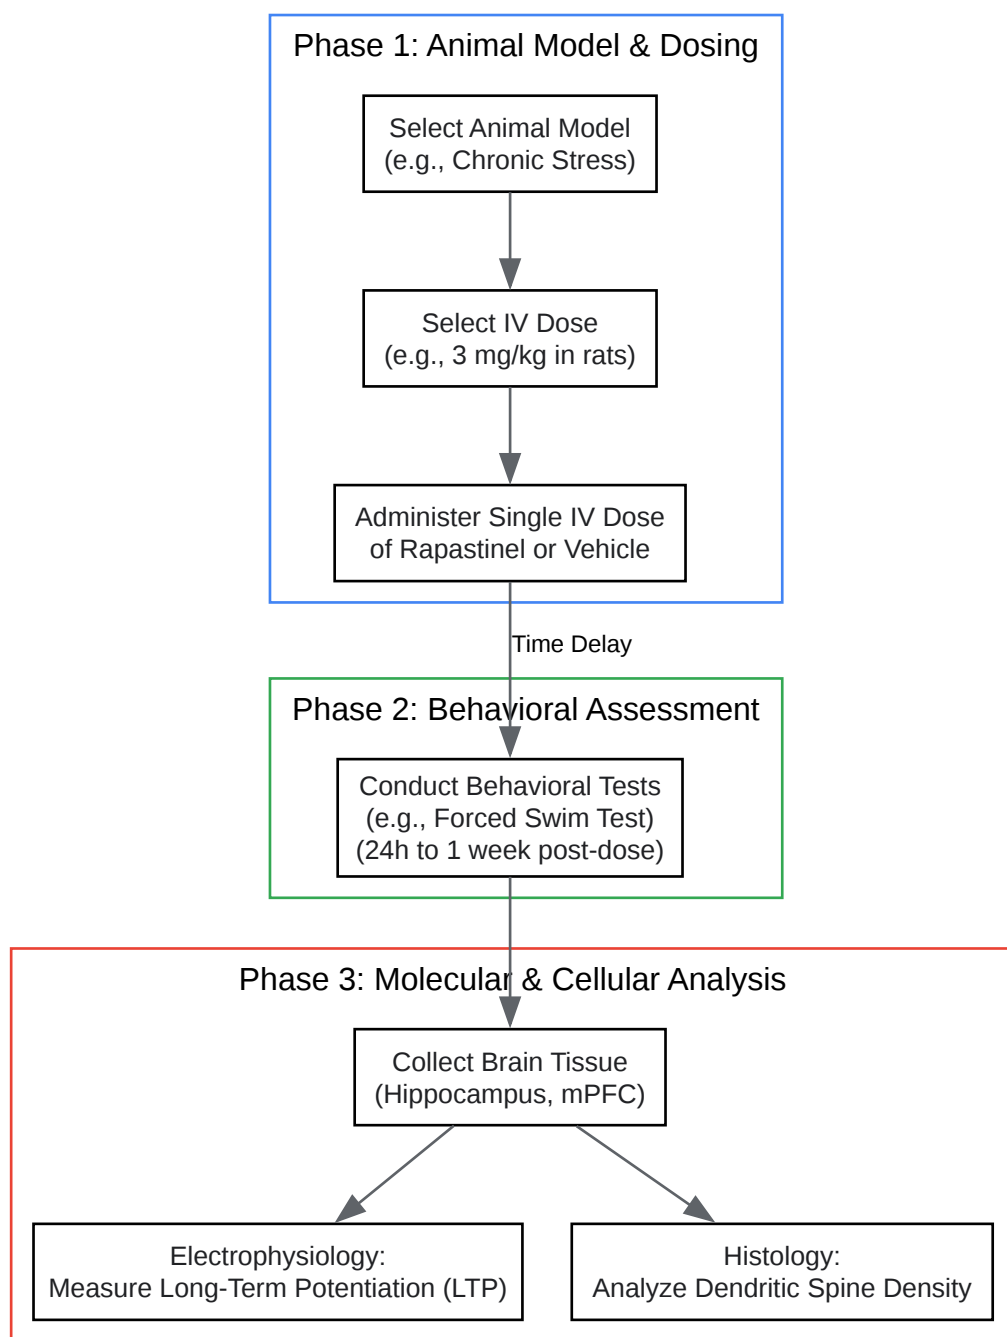 Phase 1: Animal Model & Dosing
Select Animal Model
(e.g., Chronic Stress)
Select IV Dose
(e.g., 3 mg/kg in rats)
Administer Single IV Dose
of Rapastinel or Vehicle
Time Delay
Phase 2: Behavioral Assessment
Conduct Behavioral Tests
(e.g., Forced Swim Test)
(24h to 1 week post-dose)
Phase 3: Molecular & Cellular Analysis
Collect Brain Tissue
(Hippocampus, mPFC)
Electrophysiology:
Measure Long-Term Potentiation (LTP)
Histology:
Analyze Dendritic Spine Density